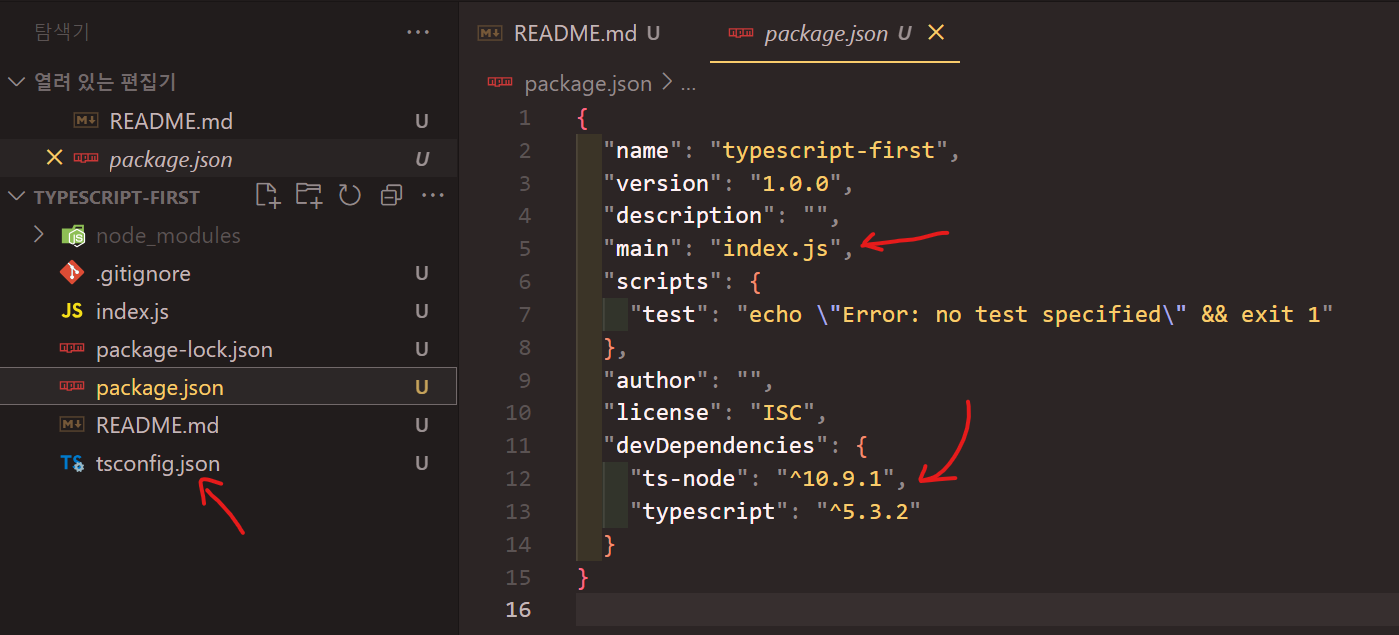 탐색기
열려 있는 편집기
README.md U
package.json U
TYPESCRIPT-FIRST
node_modules
.gitignore U
JS index.js U
package-lock.json U
package.json U
README.md U
TS tsconfig.json U
README.md U package.json U
package.json > ...
1 {
2 "name": "typescript-first",
3 "version": "1.0.0",
4 "description": "",
5 "main": "index.js",
6 "scripts": {
7 "test": "echo \"Error: no test specified\" && exit 1"
8 },
9 "author": "",
10 "license": "ISC",
11 "devDependencies": {
12 "ts-node": "^10.9.1",
13 "typescript": "^5.3.2"
14 }
15 }
16